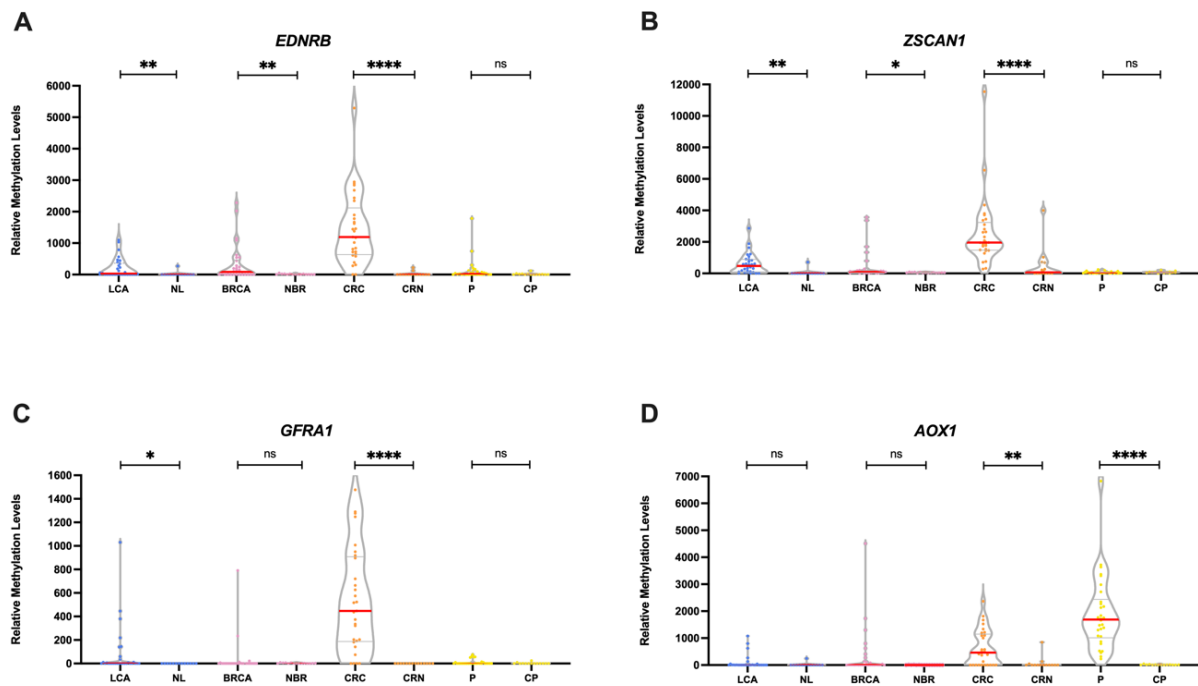 A
EDNRB
** ** **** ns
Relative Methylation Levels
6000
5000
4000
3000
2000
1000
0
LCA NL BRCA NBR CRC CRN P CP
B
ZSCAN1
** * **** ns
Relative Methylation Levels
12000
10000
8000
6000
4000
2000
0
LCA NL BRCA NBR CRC CRN P CP
C
GFRA1
* ns **** ns
Relative Methylation Levels
1600
1400
1200
1000
800
600
400
200
0
LCA NL BRCA NBR CRC CRN P CP
D
AOX1
ns ns ** ****
Relative Methylation Levels
7000
6000
5000
4000
3000
2000
1000
0
LCA NL BRCA NBR CRC CRN P CP